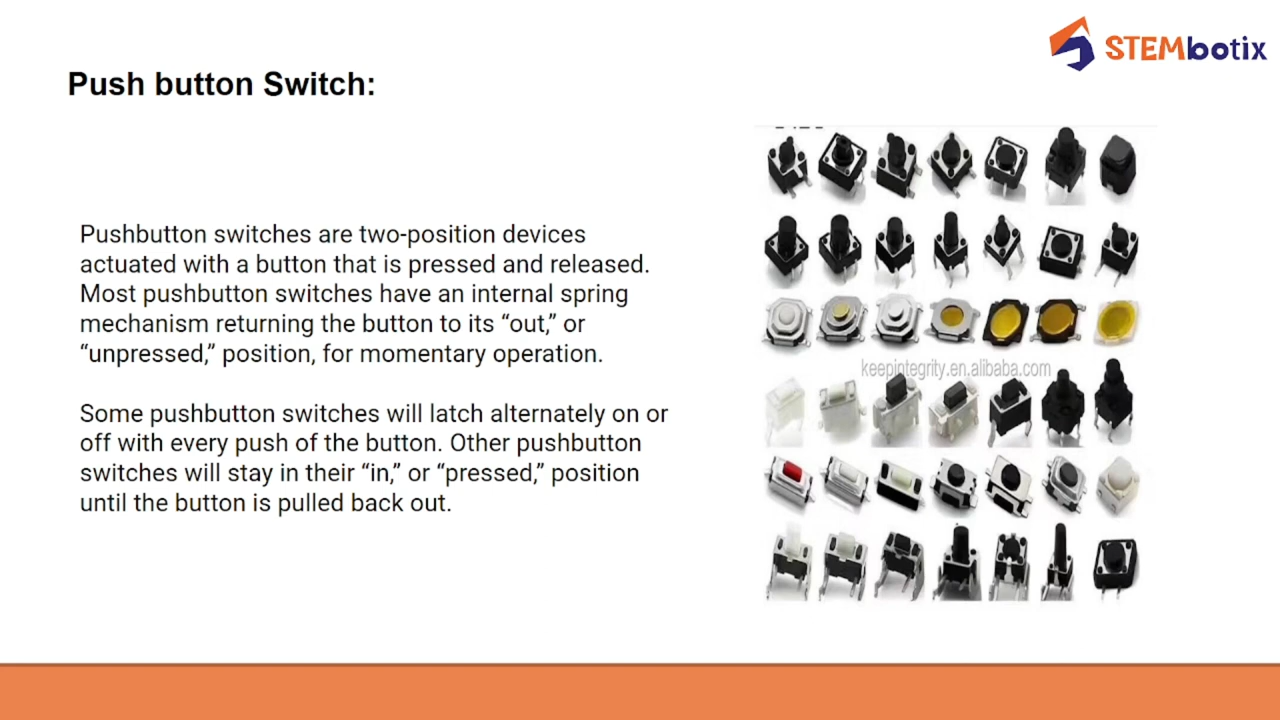 STEMbotix
Push button Switch:
Pushbutton switches are two-position devices
actuated with a button that is pressed and released.
Most pushbutton switches have an internal spring
mechanism returning the button to its “out,” or
“unpressed,” position, for momentary operation.
Some pushbutton switches will latch alternately on or
off with every push of the button. Other pushbutton
switches will stay in their “in,” or “pressed,” position
until the button is pulled back out.
keepintegrity.en.alibaba.com